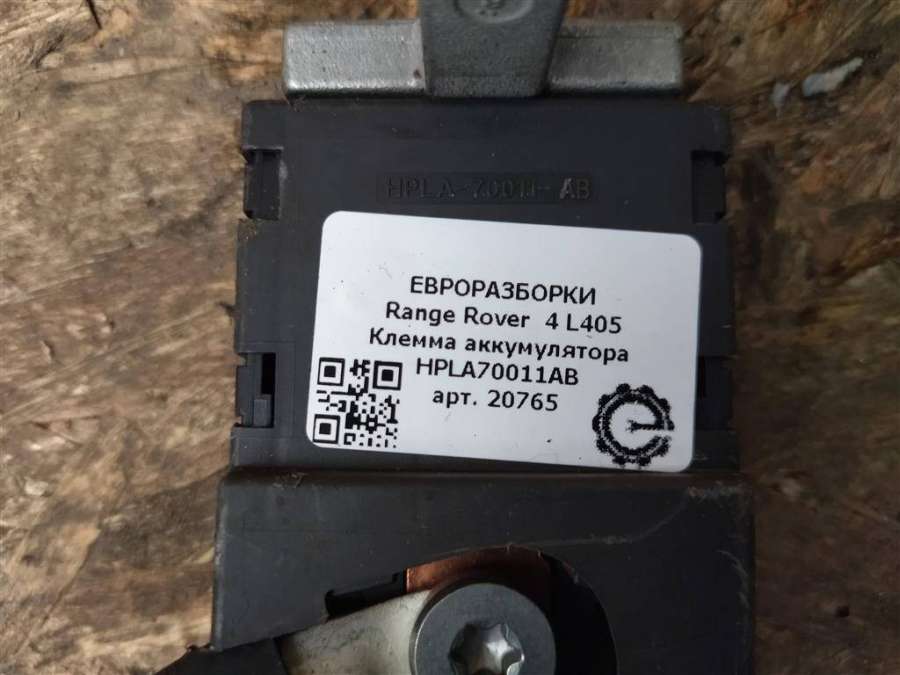 HPLA-70011-AB
ЕВРОРАЗБОРКИ
Range Rover 4 L405
Клемма аккумулятора
HPLA70011AB
арт. 20765